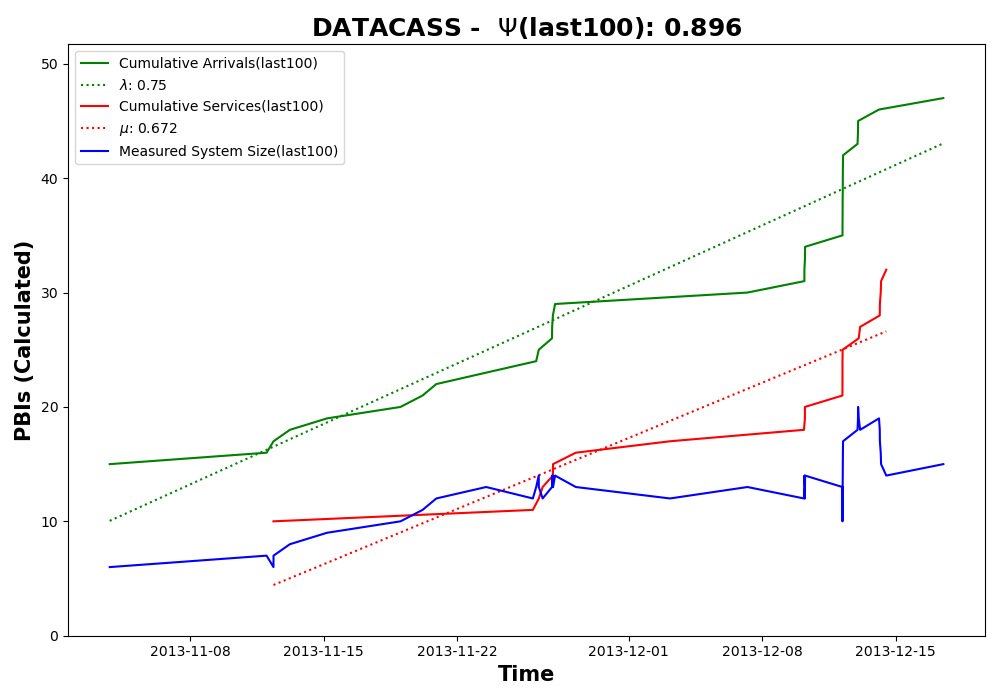 DATACASS -  Ψ(last100): 0.896
Cumulative Arrivals(last100)
λ: 0.75
Cumulative Services(last100)
μ: 0.672
Measured System Size(last100)
PBIs (Calculated)
50
40
30
20
10
0
2013-11-08 2013-11-15 2013-11-22 2013-12-01 2013-12-08 2013-12-15
Time